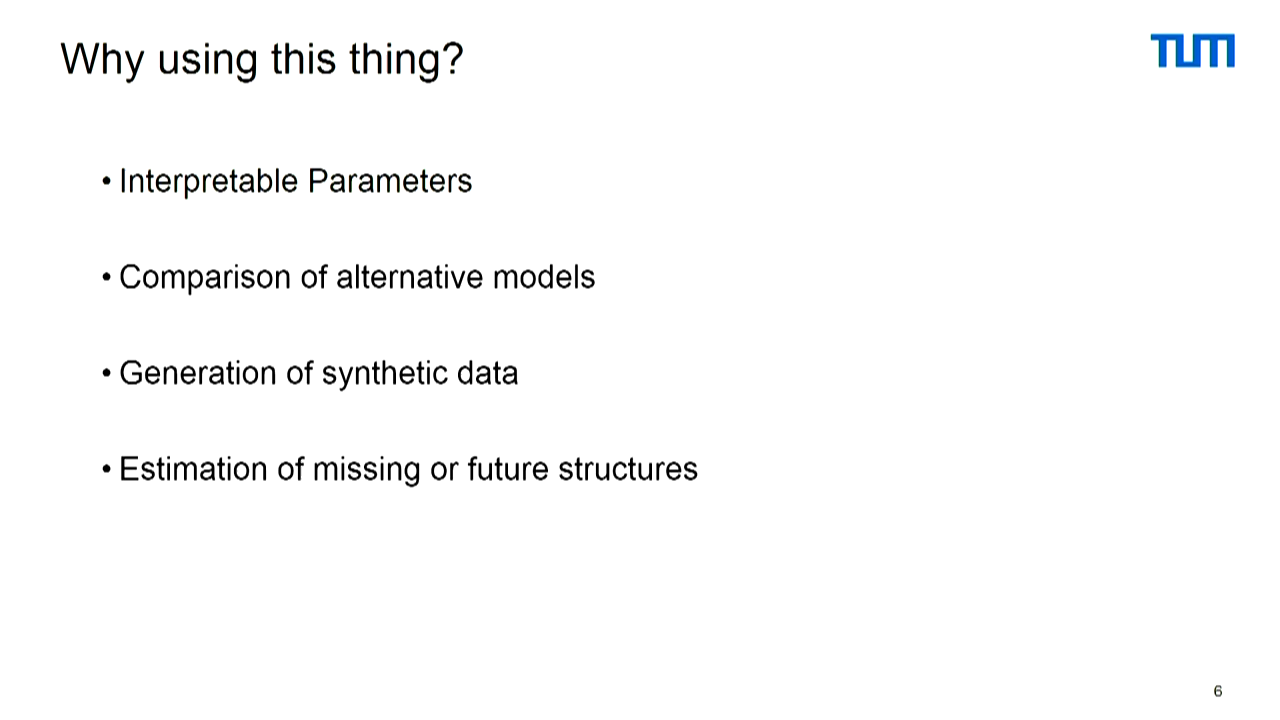 Why using this thing?
TUM
• Interpretable Parameters
• Comparison of alternative models
• Generation of synthetic data
• Estimation of missing or future structures
6